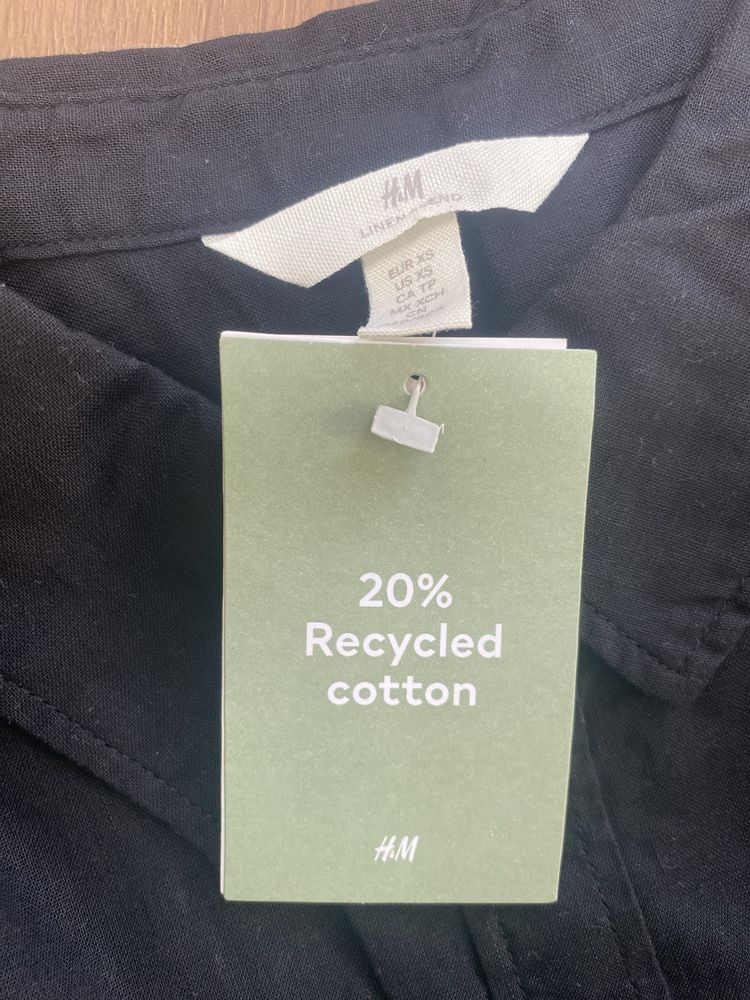 H&M
LINEN BLEND
EUR XS
US XS
CA TP
MX XCH
CN
20%
Recycled
cotton
H&M